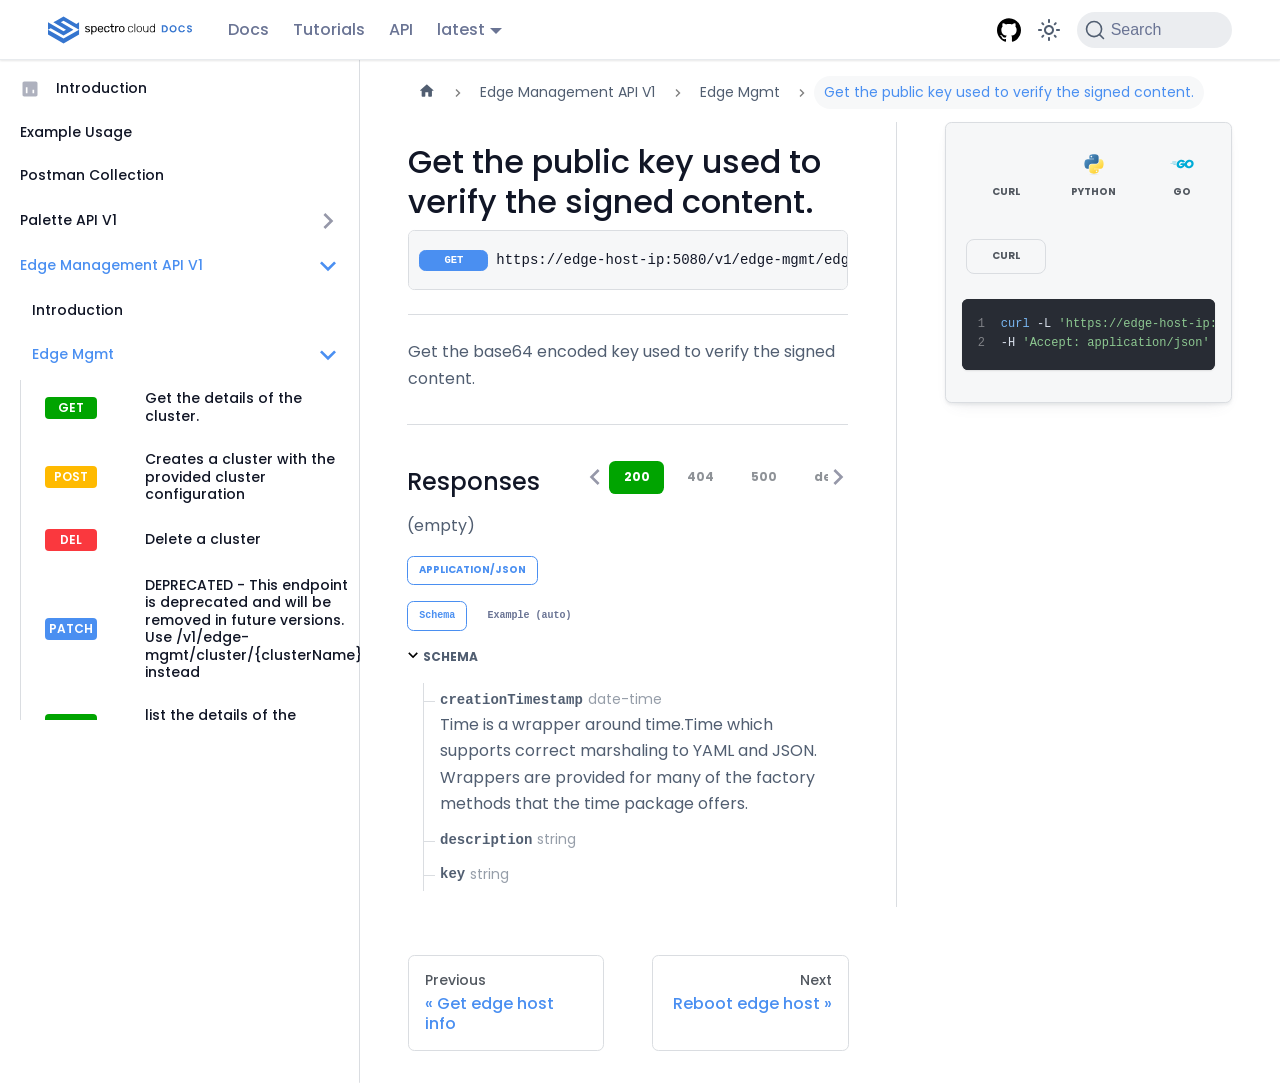 spectro cloud DOCS
Docs
Tutorials
API
latest
Search
Introduction
Example Usage
Postman Collection
Palette API V1
Edge Management API V1
Introduction
Edge Mgmt
GET
Get the details of the
cluster.
POST
Creates a cluster with the
provided cluster
configuration
DEL
Delete a cluster
PATCH
DEPRECATED - This endpoint
is deprecated and will be
removed in future versions.
Use /v1/edge-
mgmt/cluster/{clusterName}
instead
list the details of the
Edge Management API V1
Edge Mgmt
Get the public key used to verify the signed content.
Get the public key used to
verify the signed content.
GET
https://edge-host-ip:5080/v1/edge-mgmt/edg
Get the base64 encoded key used to verify the signed
content.
Responses
200
404
500
de
(empty)
APPLICATION/JSON
Schema
Example (auto)
SCHEMA
creationTimestamp date-time
Time is a wrapper around time.Time which
supports correct marshaling to YAML and JSON.
Wrappers are provided for many of the factory
methods that the time package offers.
description string
key string
Previous
« Get edge host
info
Next
Reboot edge host »
CURL
PYTHON
GO
GO
CURL
1 curl -L 'https://edge-host-ip:
2 -H 'Accept: application/json'